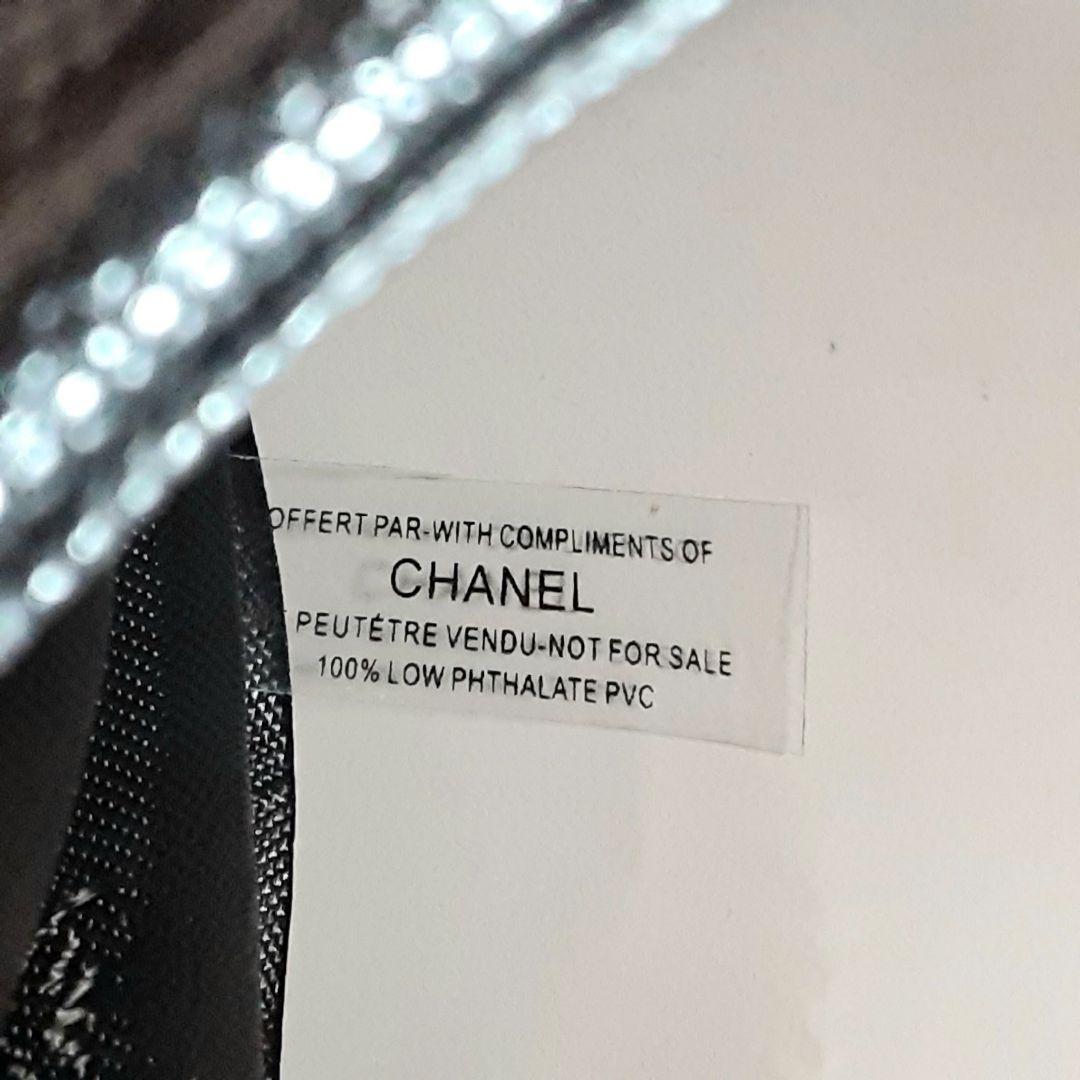 OFFERT PAR-WITH COMPLIMENTS OF
CHANEL
PEUTÉTRE VENDU-NOT FOR SALE
100% LOW PHTHALATE PVC